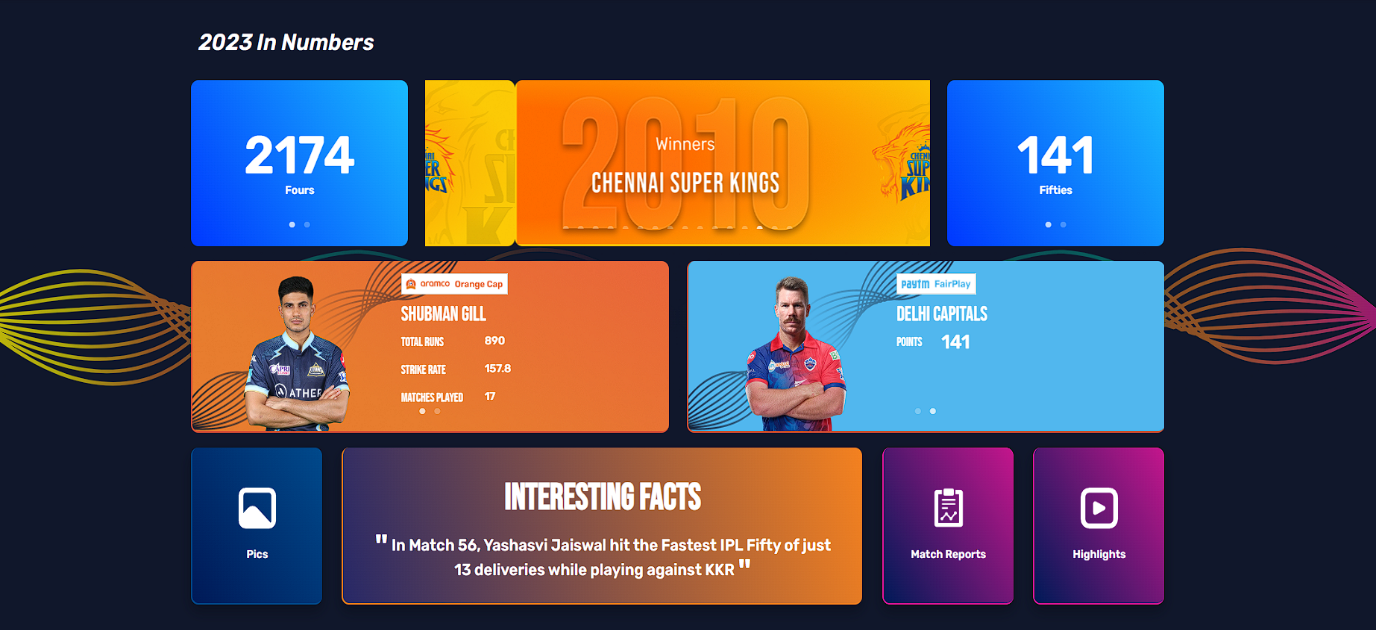 2023 In Numbers
2174
Fours
2010
Winners
CHENNAI SUPER KINGS
141
Fifties
aramco Orange Cap
SHUBMAN GILL
TOTAL RUNS 890
STRIKE RATE 157.8
MATCHES PLAYED 17
ATHER
paytm FairPlay
DELHI CAPITALS
POINTS 141
Pics
INTERESTING FACTS
" In Match 56, Yashasvi Jaiswal hit the Fastest IPL Fifty of just
13 deliveries while playing against KKR "
Match Reports
Highlights